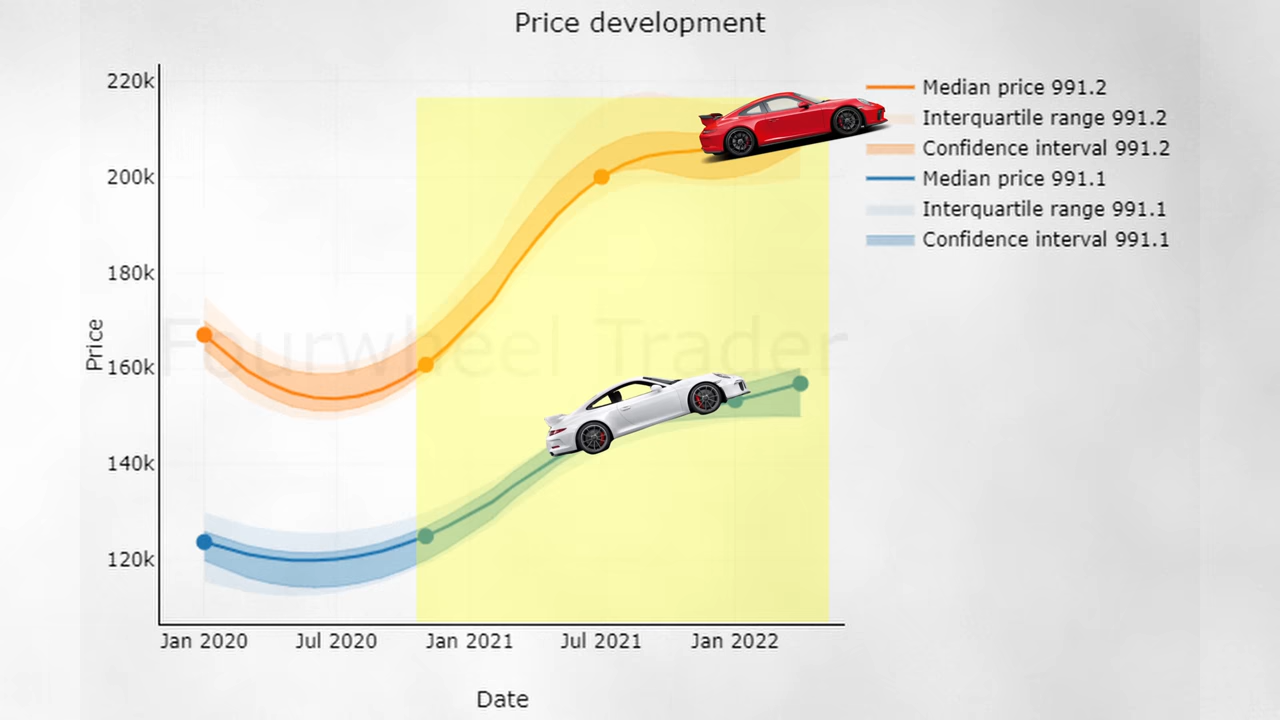 Price development
220k
200k
180k
160k
140k
120k
Price
Fourwheel Trader
Jan 2020
Jul 2020
Jan 2021
Jul 2021
Jan 2022
Date
Median price 991.2
Interquartile range 991.2
Confidence interval 991.2
Median price 991.1
Interquartile range 991.1
Confidence interval 991.1